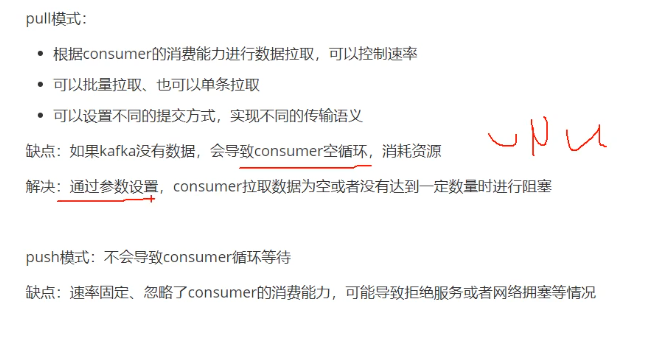 pull模式：
根据consumer的消费能力进行数据拉取，可以控制速率
可以批量拉取、也可以单条拉取
可以设置不同的提交方式，实现不同的传输语义
缺点：如果kafka没有数据，会导致consumer空循环，消耗资源
解决：通过参数设置，consumer拉取数据为空或者没有达到一定数量时进行阻塞
push模式：不会导致consumer循环等待
缺点：速率固定、忽略了consumer的消费能力，可能导致拒绝服务或者网络拥塞等情况